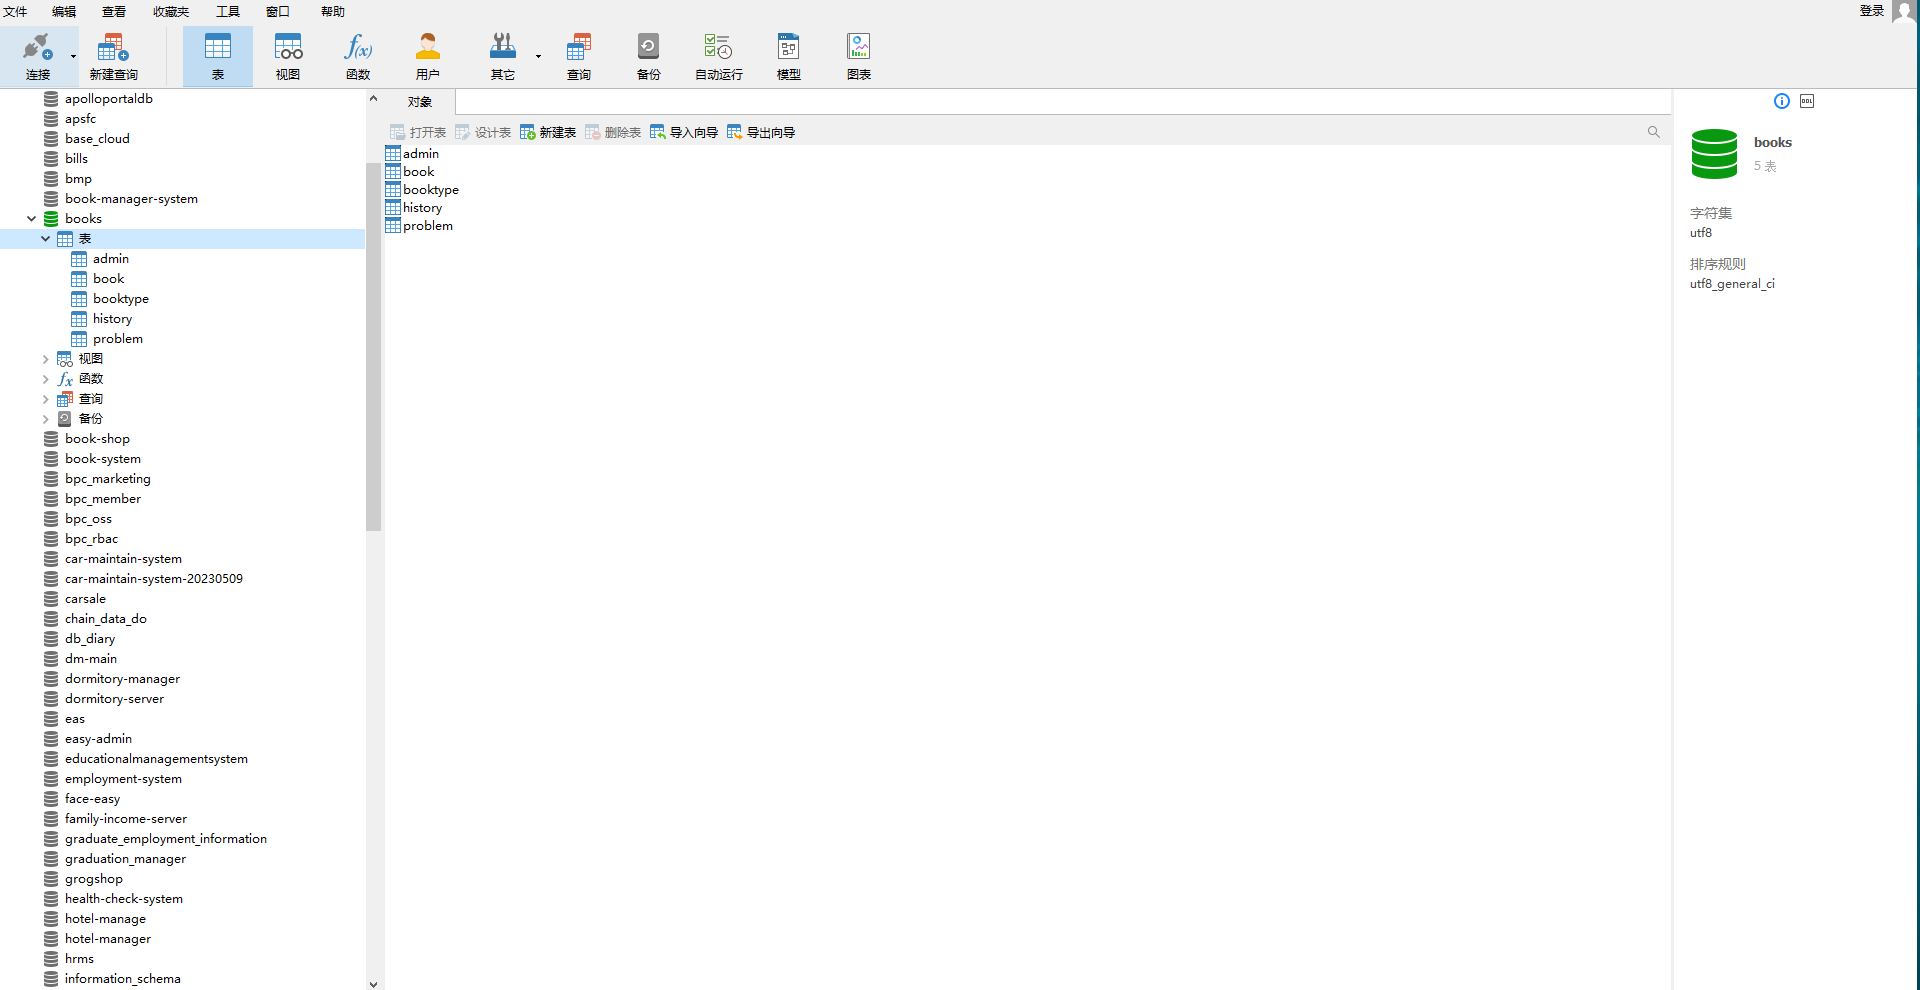 文件 编辑 查看 收藏夹 工具 窗口 帮助 登录
连接 新建查询 表 视图 函数 用户 其它 查询 备份 自动运行 模型 图表
apolloportaldb
apsfc
base_cloud
bills
bmp
book-manager-system
books
表
admin
book
booktype
history
problem
视图
函数
查询
备份
book-shop
book-system
bpc_marketing
bpc_member
bpc_oss
bpc_rbac
car-maintain-system
car-maintain-system-20230509
carsale
chain_data_do
db_diary
dm-main
dormitory-manager
dormitory-server
eas
easy-admin
educationalmanagementsystem
employment-system
face-easy
family-income-server
graduate_employment_information
graduation_manager
grogshop
health-check-system
hotel-manage
hotel-manager
hrms
information_schema
对象
打开表 设计表 新建表 删除表 导入向导 导出向导
admin
book
booktype
history
problem
DDL
books
5 表
字符集
utf8
排序规则
utf8_general_ci